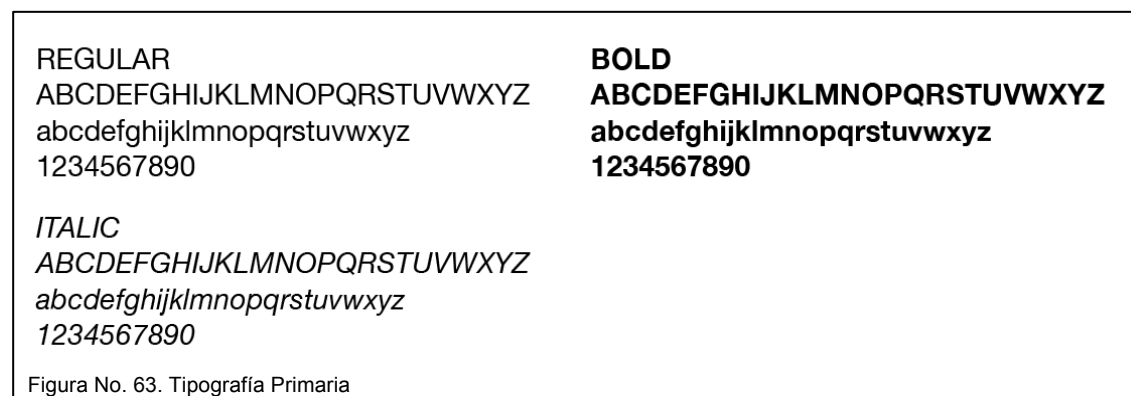 REGULAR
ABCDEFGHIJKLMNOPQRSTUVWXYZ
abcdefghijklmnopqrstuvwxyz
1234567890
BOLD
ABCDEFGHIJKLMNOPQRSTUVWXYZ
abcdefghijklmnopqrstuvwxyz
1234567890
ITALIC
ABCDEFGHIJKLMNOPQRSTUVWXYZ
abcdefghijklmnopqrstuvwxyz
1234567890
Figura No. 63. Tipografía Primaria